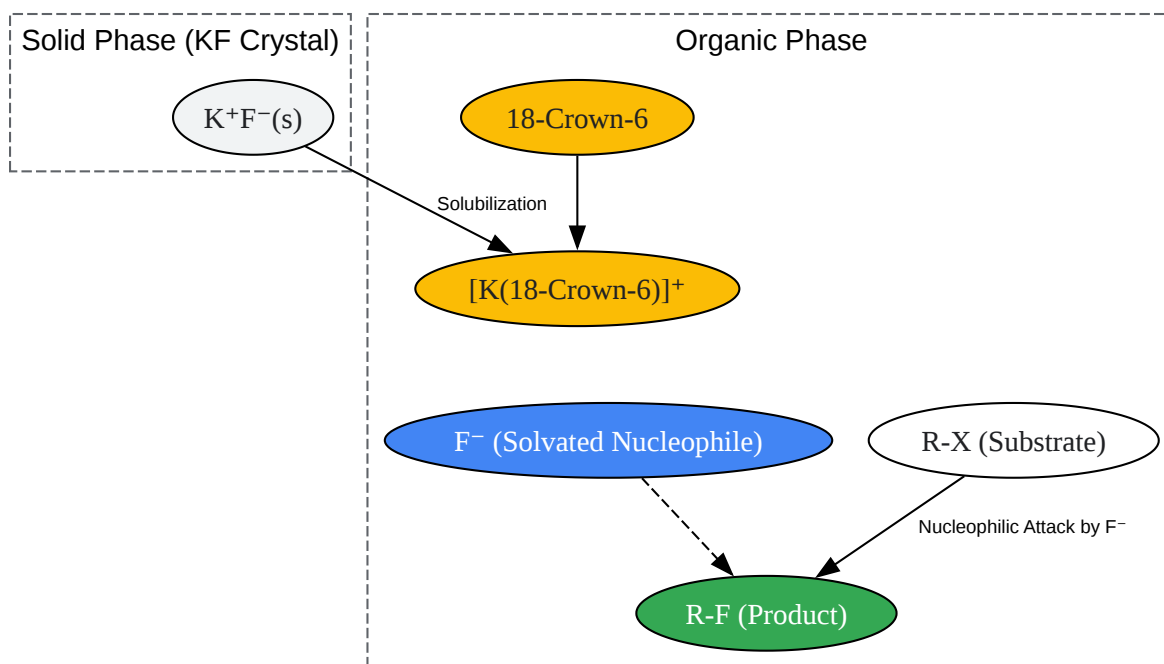 Solid Phase (KF Crystal)
Organic Phase
K⁺F⁻(s)
18-Crown-6
Solubilization
[K(18-Crown-6)]⁺
F⁻ (Solvated Nucleophile)
R-X (Substrate)
Nucleophilic Attack by F⁻
R-F (Product)